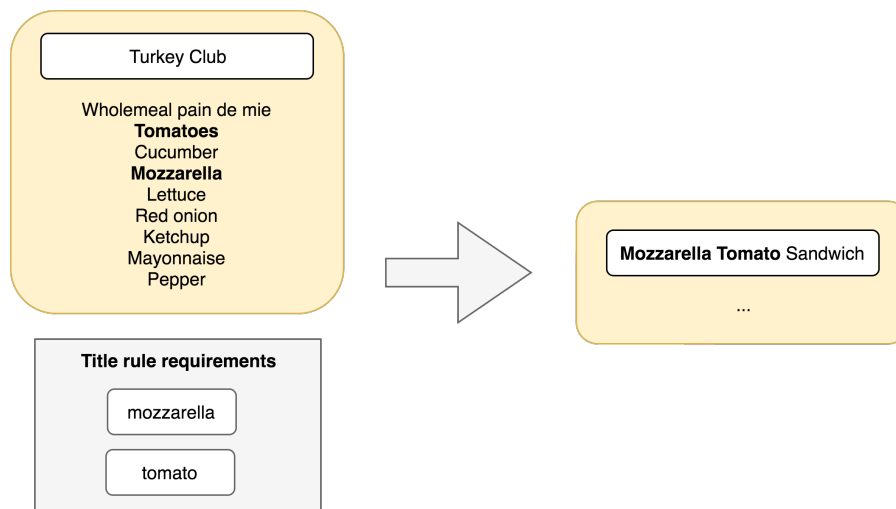 Turkey Club
Wholemeal pain de mie
Tomatoes
Cucumber
Mozzarella
Lettuce
Red onion
Ketchup
Mayonnaise
Pepper
Title rule requirements
mozzarella
tomato
Mozzarella Tomato Sandwich
...